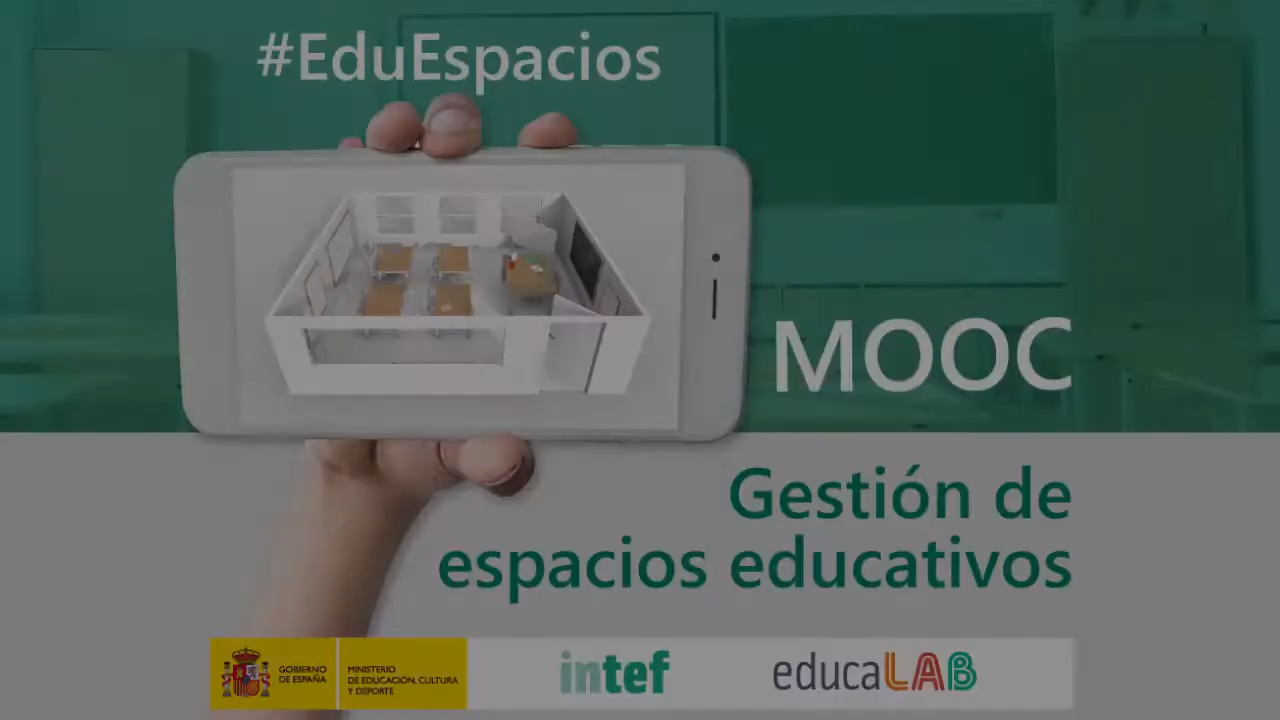 #EduEspacios
MOOC
Gestión de
espacios educativos
GOBIERNO
DE ESPAÑA
MINISTERIO
DE EDUCACIÓN, CULTURA
Y DEPORTE
intef
educaLAB